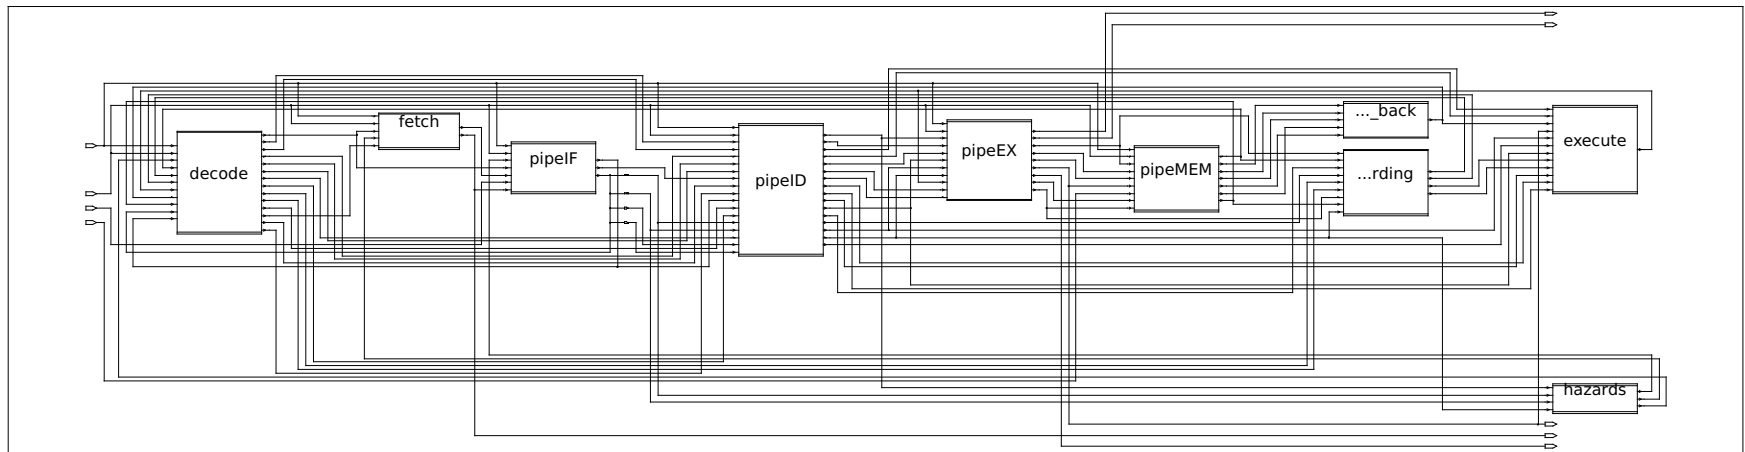 decode
fetch
pipeIF
pipeID
pipeEX
pipeMEM
..._back
...rding
execute
hazards